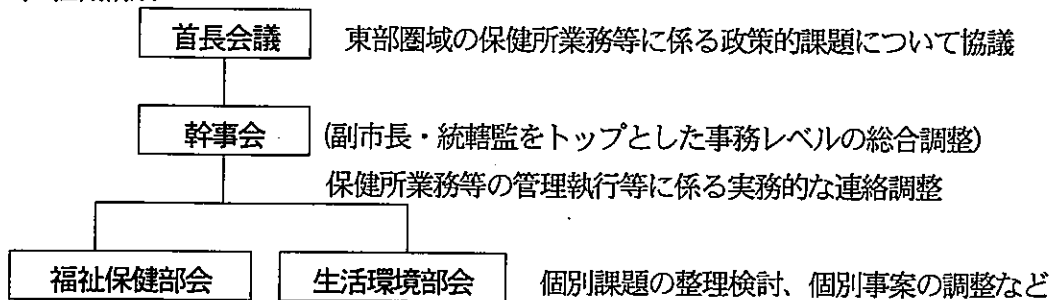 首長会議 東部圏域の保健所業務等に係る政策的課題について協議
幹事会 (副市長・統轄監をトップとした事務レベルの総合調整)
保健所業務等の管理執行等に係る実務的な連絡調整
福祉保健部会 生活環境部会 個別課題の整理検討、個別事案の調整など